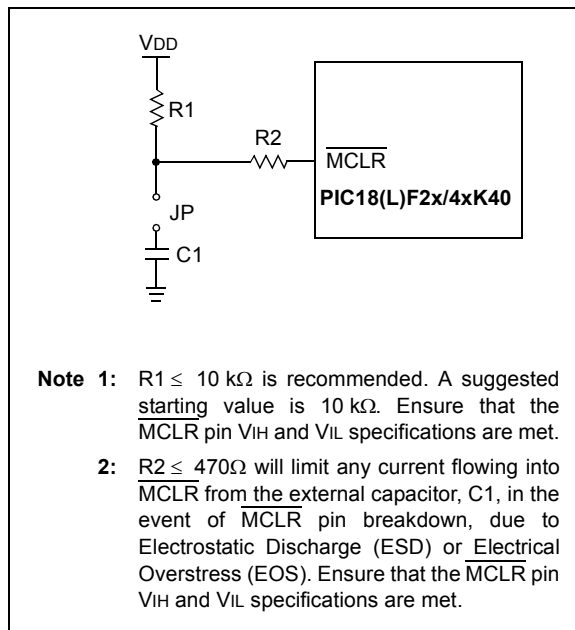 VDD
R1
R2
MCLR
PIC18(L)F2x/4xK40
JP
C1
Note 1: R1 ≤ 10 kΩ is recommended. A suggested
starting value is 10 kΩ. Ensure that the
MCLR pin VIH and VIL specifications are met.
2: R2 ≤ 470Ω will limit any current flowing into
MCLR from the external capacitor, C1, in the
event of MCLR pin breakdown, due to
Electrostatic Discharge (ESD) or Electrical
Overstress (EOS). Ensure that the MCLR pin
VIH and VIL specifications are met.